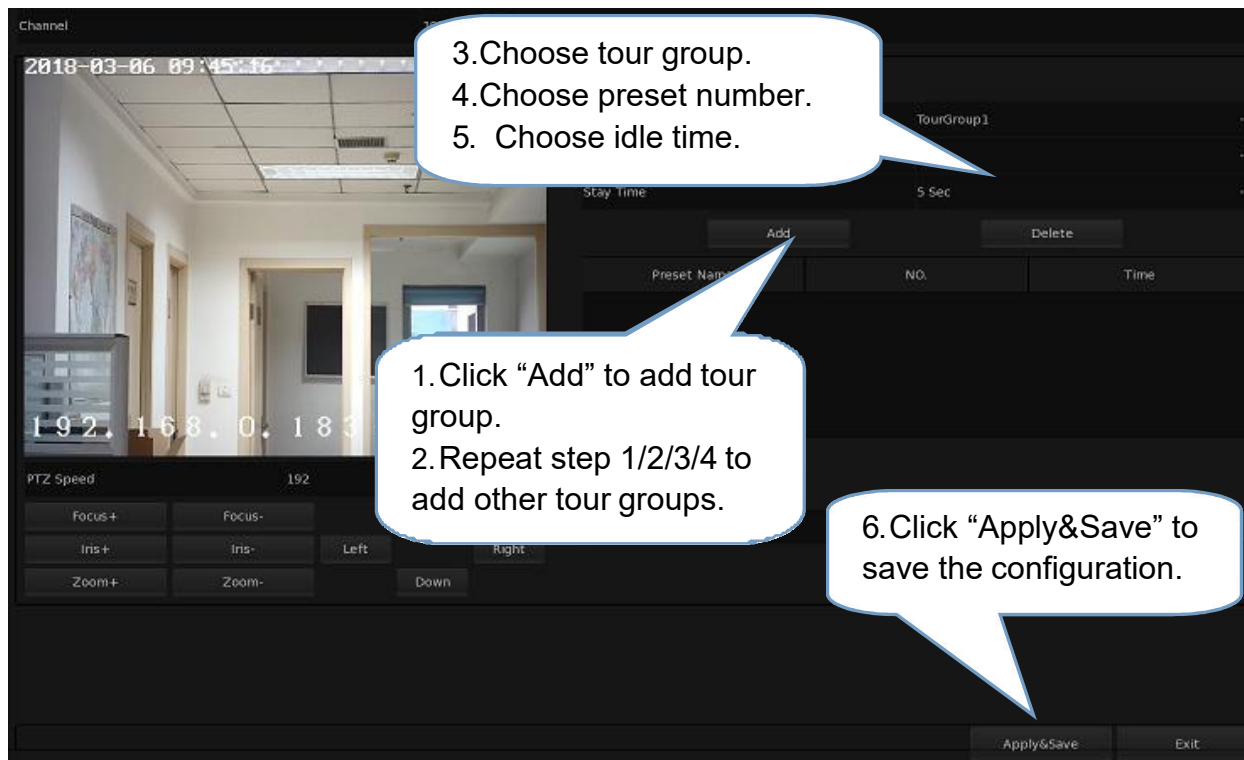 Channel
2018-03-06 09:45:16
3.Choose tour group.
4.Choose preset number.
5. Choose idle time.
TourGroup1
Stay Time 5 Sec
Add Delete
Preset Name NO. Time
1.Click “Add” to add tour
group.
2.Repeat step 1/2/3/4 to
add other tour groups.
192.168.0.183
PTZ Speed 192
Focus+ Focus-
Iris+ Iris- Left Right
Zoom+ Zoom- Down
6.Click “Apply&Save” to
save the configuration.
Apply&Save Exit